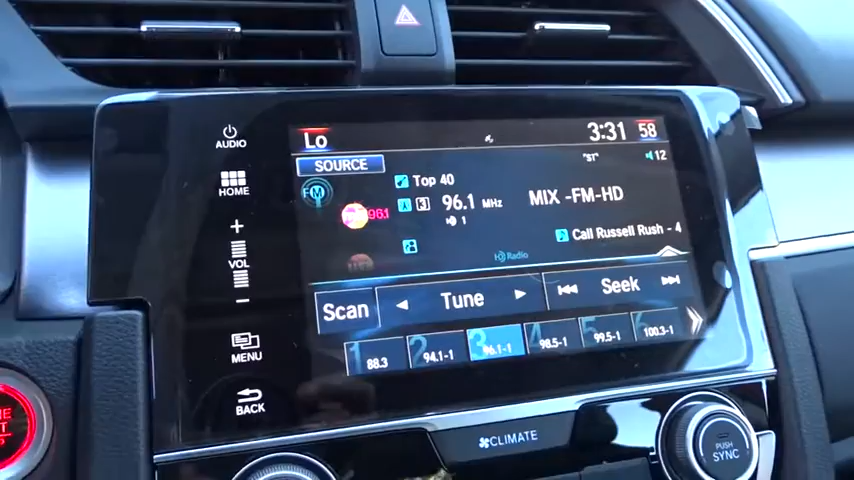 AUDIO
HOME
VOL
MENU
BACK
Lo
3:31
58
SOURCE
"ST"
12
FM
Top 40
3 96.1 MHz
MIX -FM-HD
96.1
1
Call Russell Rush - 4
HD Radio
Scan
Tune
Seek
1 88.3
2 94.1-1
3 96.1-1
4 98.5-1
5 99.5-1
6 100.3-1
CLIMATE
PUSH
SYNC